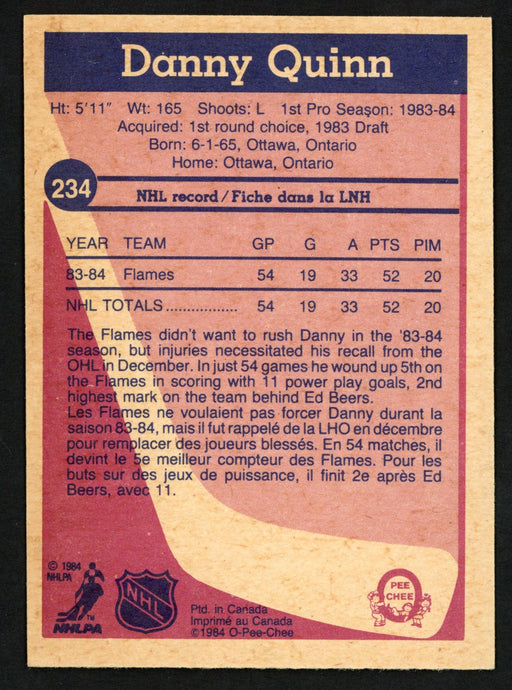 Danny Quinn
Ht: 5'11" Wt: 165 Shoots: L 1st Pro Season: 1983-84
Acquired: 1st round choice, 1983 Draft
Born: 6-1-65, Ottawa, Ontario
Home: Ottawa, Ontario
234
NHL record/Fiche dans la LNH
YEAR TEAM GP G A PTS PIM
83-84 Flames 54 19 33 52 20
NHL TOTALS ................. 54 19 33 52 20
The Flames didn't want to rush Danny in the '83-84
season, but injuries necessitated his recall from the
OHL in December. In just 54 games he wound up 5th on
the Flames in scoring with 11 power play goals, 2nd
highest mark on the team behind Ed Beers.
Les Flames ne voulaient pas forcer Danny durant la
saison 83-84, mais il fut rappelé de la LHO en décembre
pour remplacer des joueurs blessés. En 54 matches, il
devint le 5e meilleur compteur des Flames. Pour les
buts sur des jeux de puissance, il finit 2e après Ed
Beers, avec 11.
© 1984
NHLPA
TM
NHLPA
NHL
Ptd. in Canada
Imprimé au Canada
©1984 O-Pee-Chee
O
PEE
CHEE